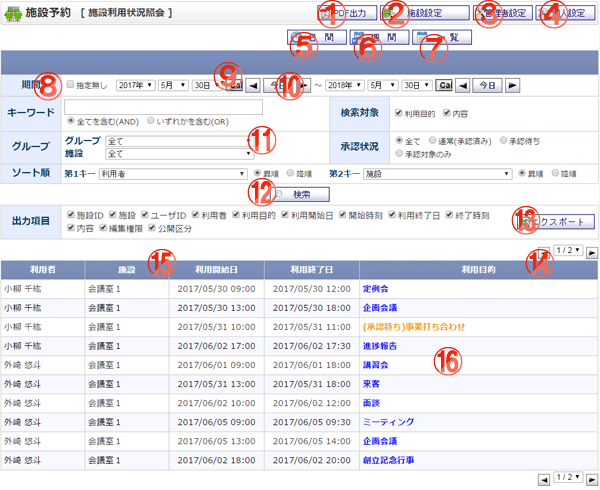 施設予約 [ 施設利用状況照会 ]
① PDF出力 ② 施設設定 ③ 管理者設定 ④ 個人設定
⑤ 日 間 ⑥ 週 間 ⑦ 一 覧
⑧ 期間 指定無し 2017年 5月 30日 ⑨ Cal 今日 ⑩ ～ 2018年 5月 30日 Cal 今日
キーワード
全てを含む(AND) いずれかを含む(OR)
検索対象 利用目的 内容
グループ グループ 全て ⑪
施設 全て
承認状況 全て 通常(承認済み) 承認待ち
承認対象のみ
ソート順 第1キー 利用者 昇順 降順 第2キー 施設 昇順 降順
⑫ 検索
出力項目 施設ID 施設 ユーザID 利用者 利用目的 利用開始日 開始時刻 利用終了日 終了時刻
内容 編集権限 公開区分
⑬ エクスポート
1 / 2
利用者 施設 ⑮ 利用開始日 利用終了日 利用目的 ⑭
小柳 千紘 会議室1 2017/05/30 09:00 2017/05/30 12:00 定例会
小柳 千紘 会議室1 2017/05/30 13:00 2017/05/30 18:00 企画会議
小柳 千紘 会議室1 2017/05/31 10:00 2017/05/31 11:00 (承認待ち)事業打ち合わせ
小柳 千紘 会議室1 2017/06/02 17:00 2017/06/02 17:30 進捗報告 ⑯
外崎 悠斗 会議室1 2017/06/01 09:00 2017/06/01 18:00 講習会
外崎 悠斗 会議室1 2017/05/31 13:00 2017/05/31 18:00 来客
外崎 悠斗 会議室1 2017/06/02 10:00 2017/06/02 12:00 面談
外崎 悠斗 会議室1 2017/06/05 09:00 2017/06/05 09:30 ミーティング
外崎 悠斗 会議室1 2017/06/05 13:00 2017/06/05 14:00 企画会議
外崎 悠斗 会議室1 2017/06/02 18:00 2017/06/02 20:00 創立記念行事
1 / 2